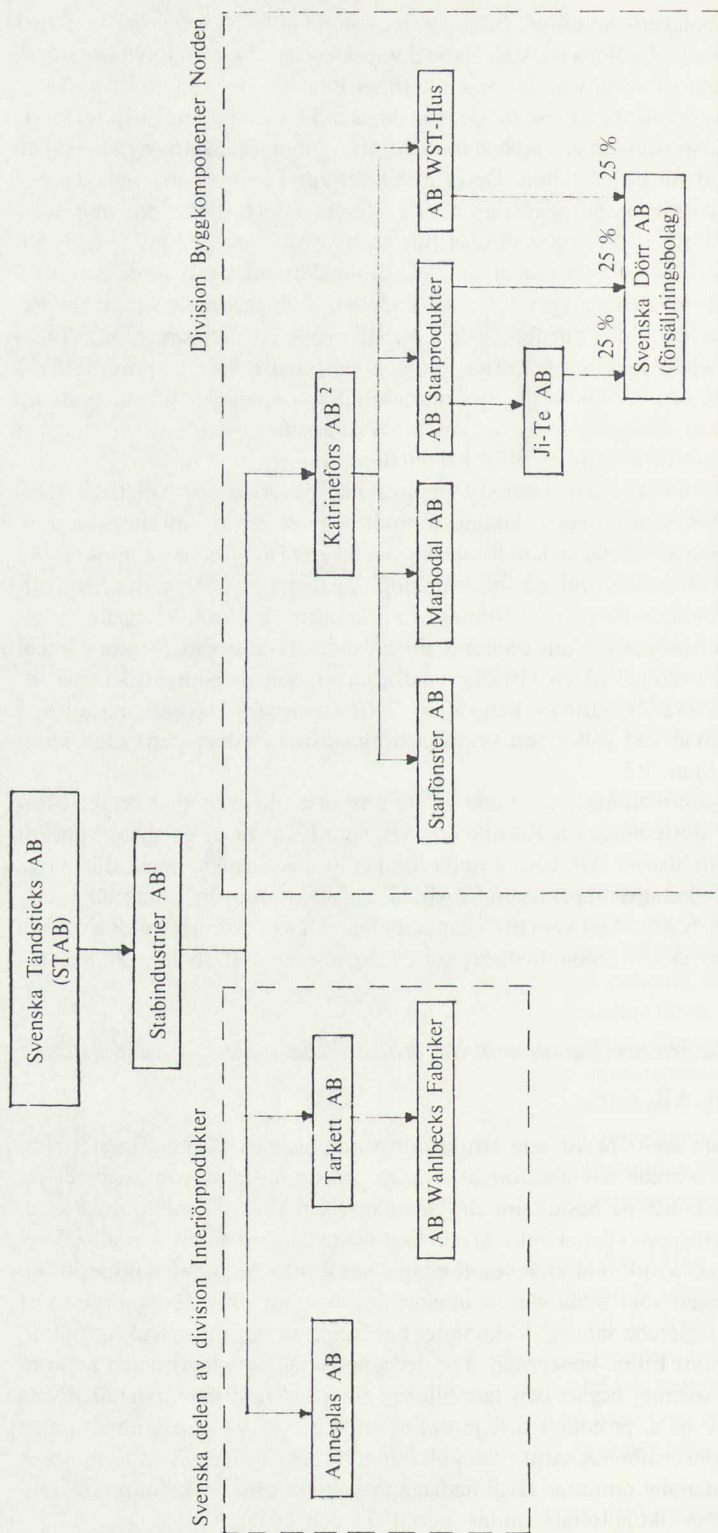 Svenska Tändsticks AB
(STAB)
Stabindustrier AB¹
Svenska delen av division Interiörprodukter
Division Byggkomponenter Norden
Anneplas AB
Tarkett AB
AB Wahlbecks Fabriker
Katrinefors AB ²
Starfönster AB
Marbodal AB
AB Starprodukter
AB WST-Hus
Ji-Te AB
25 %
25 %
25 %
Svenska Dörr AB
(försäljningsbolag)